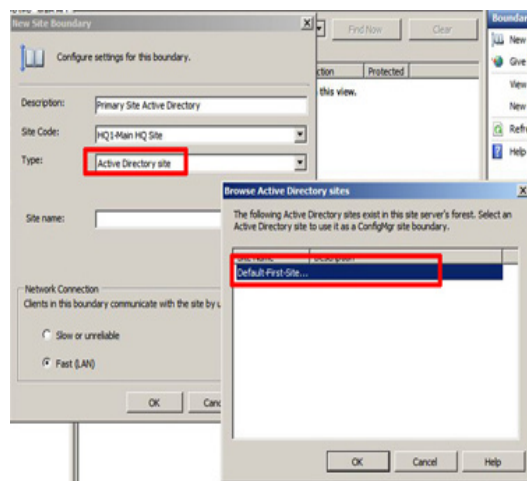 New Site Boundary
Configure settings for this boundary.
Description:
Primary Site Active Directory
Site Code:
HQ1-Main HQ Site
Type:
Active Directory site
Site name:
Network Connection
Clients in this boundary communicate with the site by u
Slow or unreliable
Fast (LAN)
OK
Canc
Find Now
Clear
ction
Protected
this view.
Boundar
New
Give
View
New
Refr
Help
Browse Active Directory sites
The following Active Directory sites exist in this site server's forest. Select an
Active Directory site to use it as a ConfigMgr site boundary.
Site Name
Description
Default-First-Site...
OK
Cancel
Help